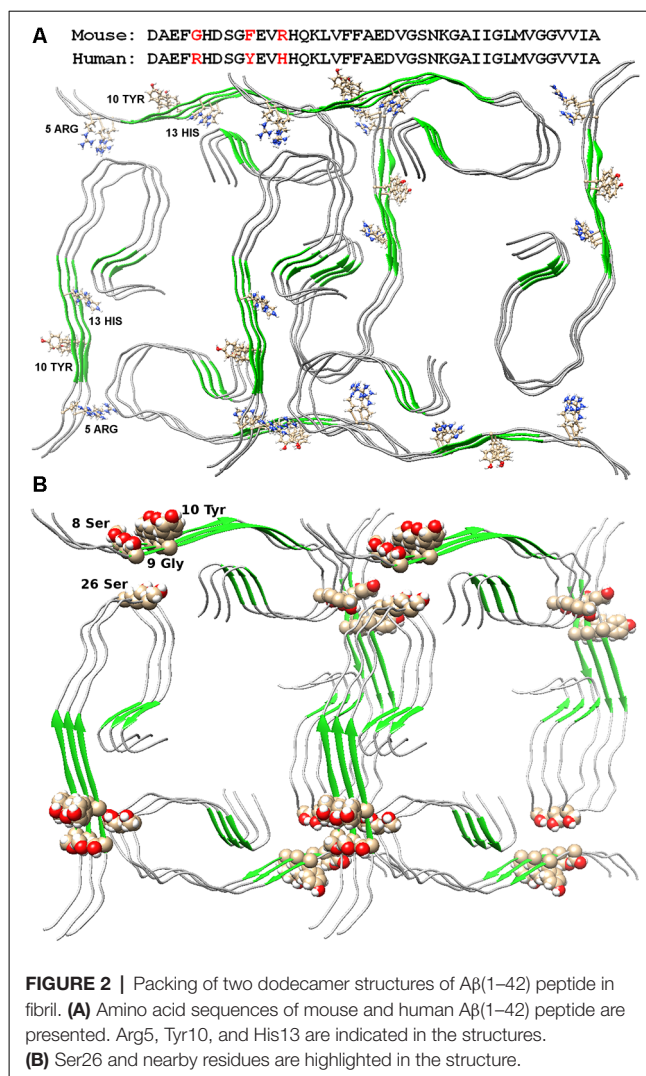 A
Mouse: DAEFGHDSGFEVRHQKLVFFAEDVGSNKGAIIGLMVGGVVIA
Human: DAEFRHDSGYEVHHQKLVFFAEDVGSNKGAIIGLMVGGVVIA
10 TYR
5 ARG
13 HIS
13 HIS
10 TYR
5 ARG
B
8 Ser
10 Tyr
9 Gly
26 Ser
FIGURE 2 | Packing of two dodecamer structures of Aβ(1–42) peptide in
fibril. (A) Amino acid sequences of mouse and human Aβ(1–42) peptide are
presented. Arg5, Tyr10, and His13 are indicated in the structures.
(B) Ser26 and nearby residues are highlighted in the structure.